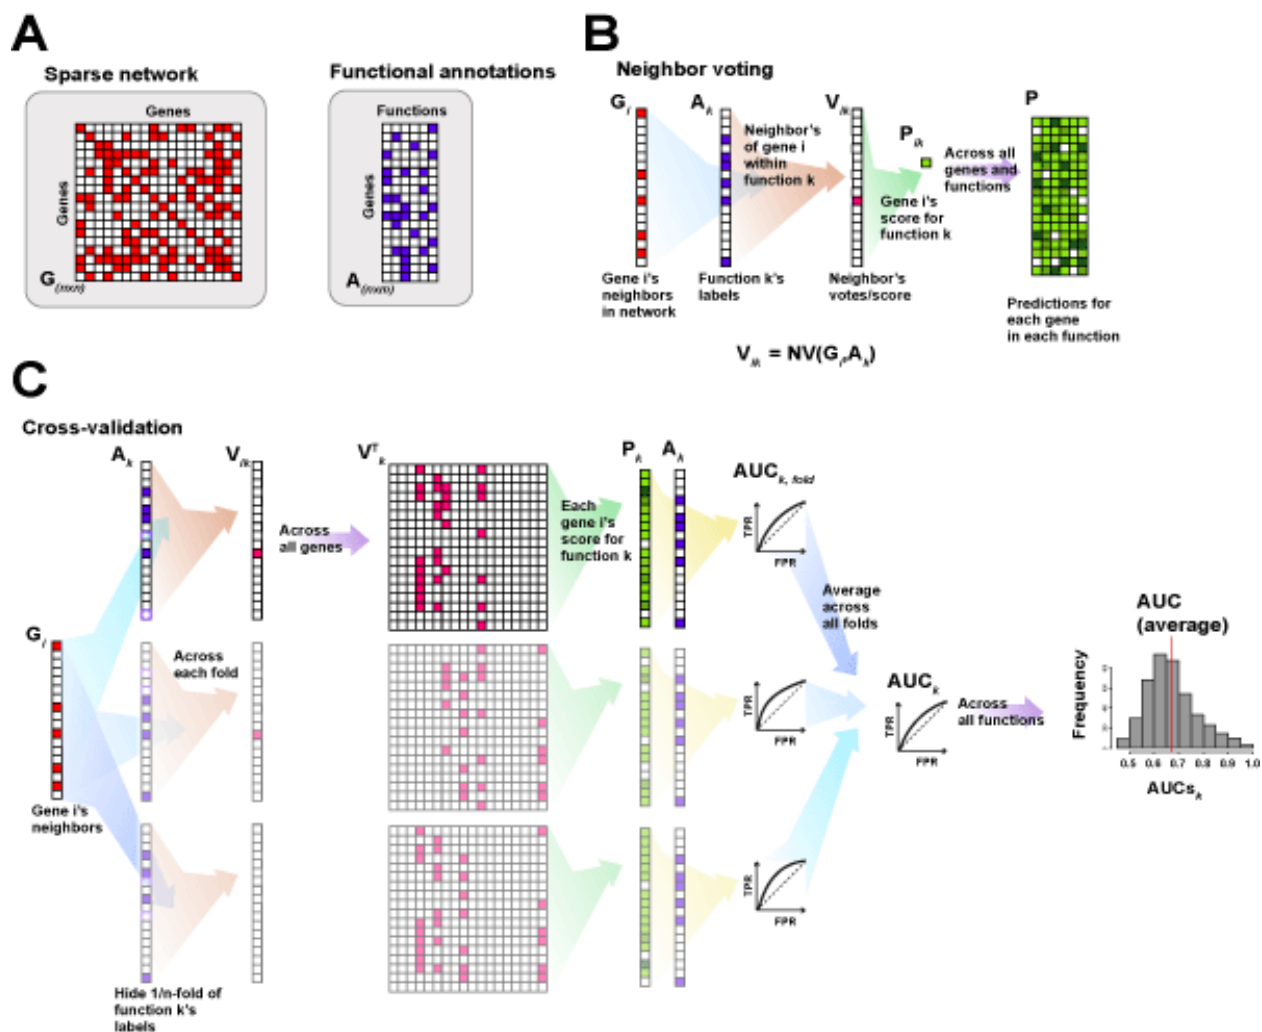 A
Sparse network
Genes
Genes
G(nxn)
Functional annotations
Functions
Genes
A(nxm)
B
Neighbor voting
Gi
Ak
Vik
Pik
P
Neighbor's
of gene i
within
function k
Gene i's
score for
function k
Across all
genes and
functions
Gene i's
neighbors
in network
Function k's
labels
Neighbor's
votes/score
Predictions for
each gene
in each function
Vik = NV(Gi,Ak)
C
Cross-validation
Ak
Vik
Across
all genes
VTk
Each
gene i's
score for
function k
Pk
Ak
AUCk, fold
TPR
FPR
Average
across
all folds
Gi
Gene i's
neighbors
Across
each fold
TPR
FPR
AUCk
TPR
FPR
Across
all functions
AUC
(average)
Frequency
0.5 0.6 0.7 0.8 0.9 1.0
AUCsk
TPR
FPR
Hide 1/n-fold of
function k's
labels